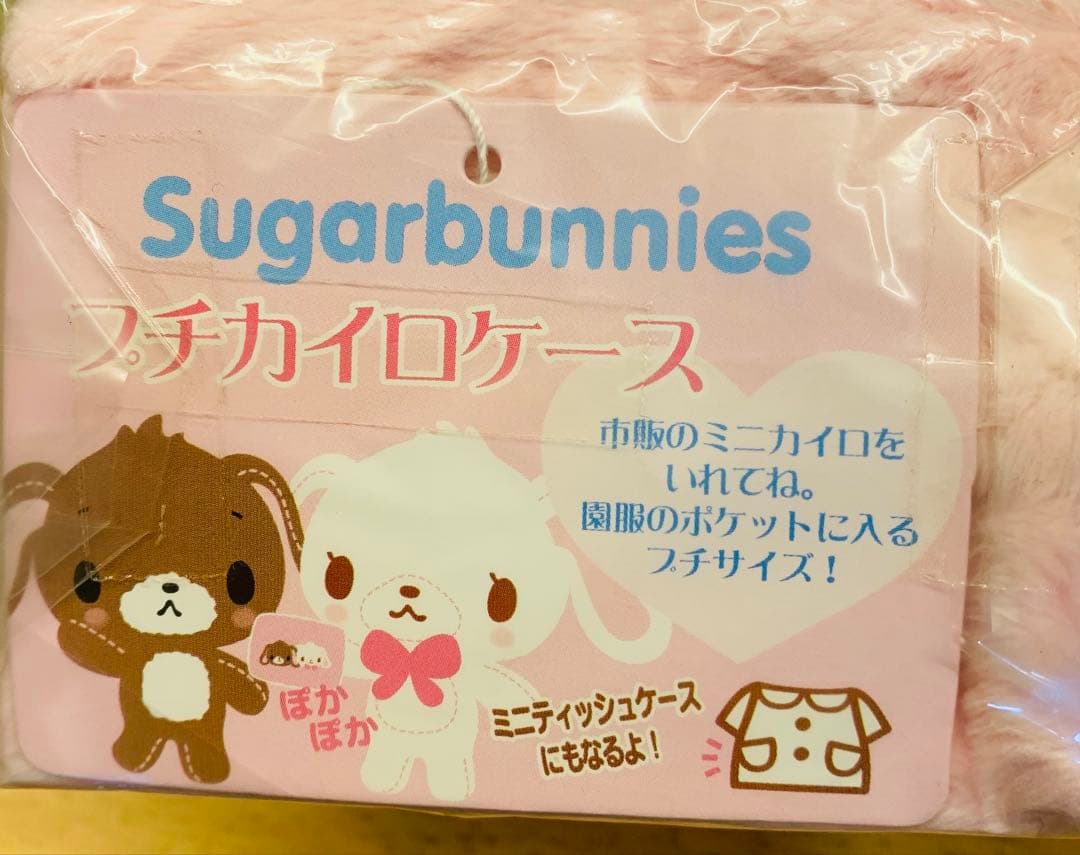 Sugarbunnies
プチカイロケース
市販のミニカイロを
いれてね。
園服のポケットに入る
プチサイズ！
ぽか
ぽか
ミニティッシュケース
にもなるよ！